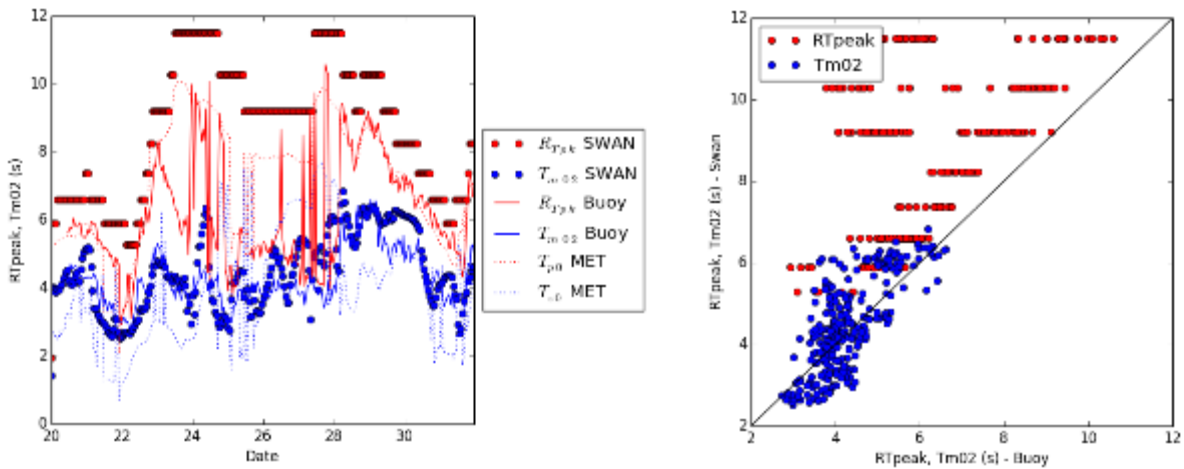 12
10
8
6
4
2
0
RTpeak, Tm02 (s)
20 22 24 26 28 30
Date
SWAN
SWAN
Buoy
Buoy
MET
MET
12
10
8
6
4
2
RTpeak, Tm02 (s) - Swan
RTpeak
Tm02
2 4 6 8 10 12
RTpeak, Tm02 (s) - Buoy